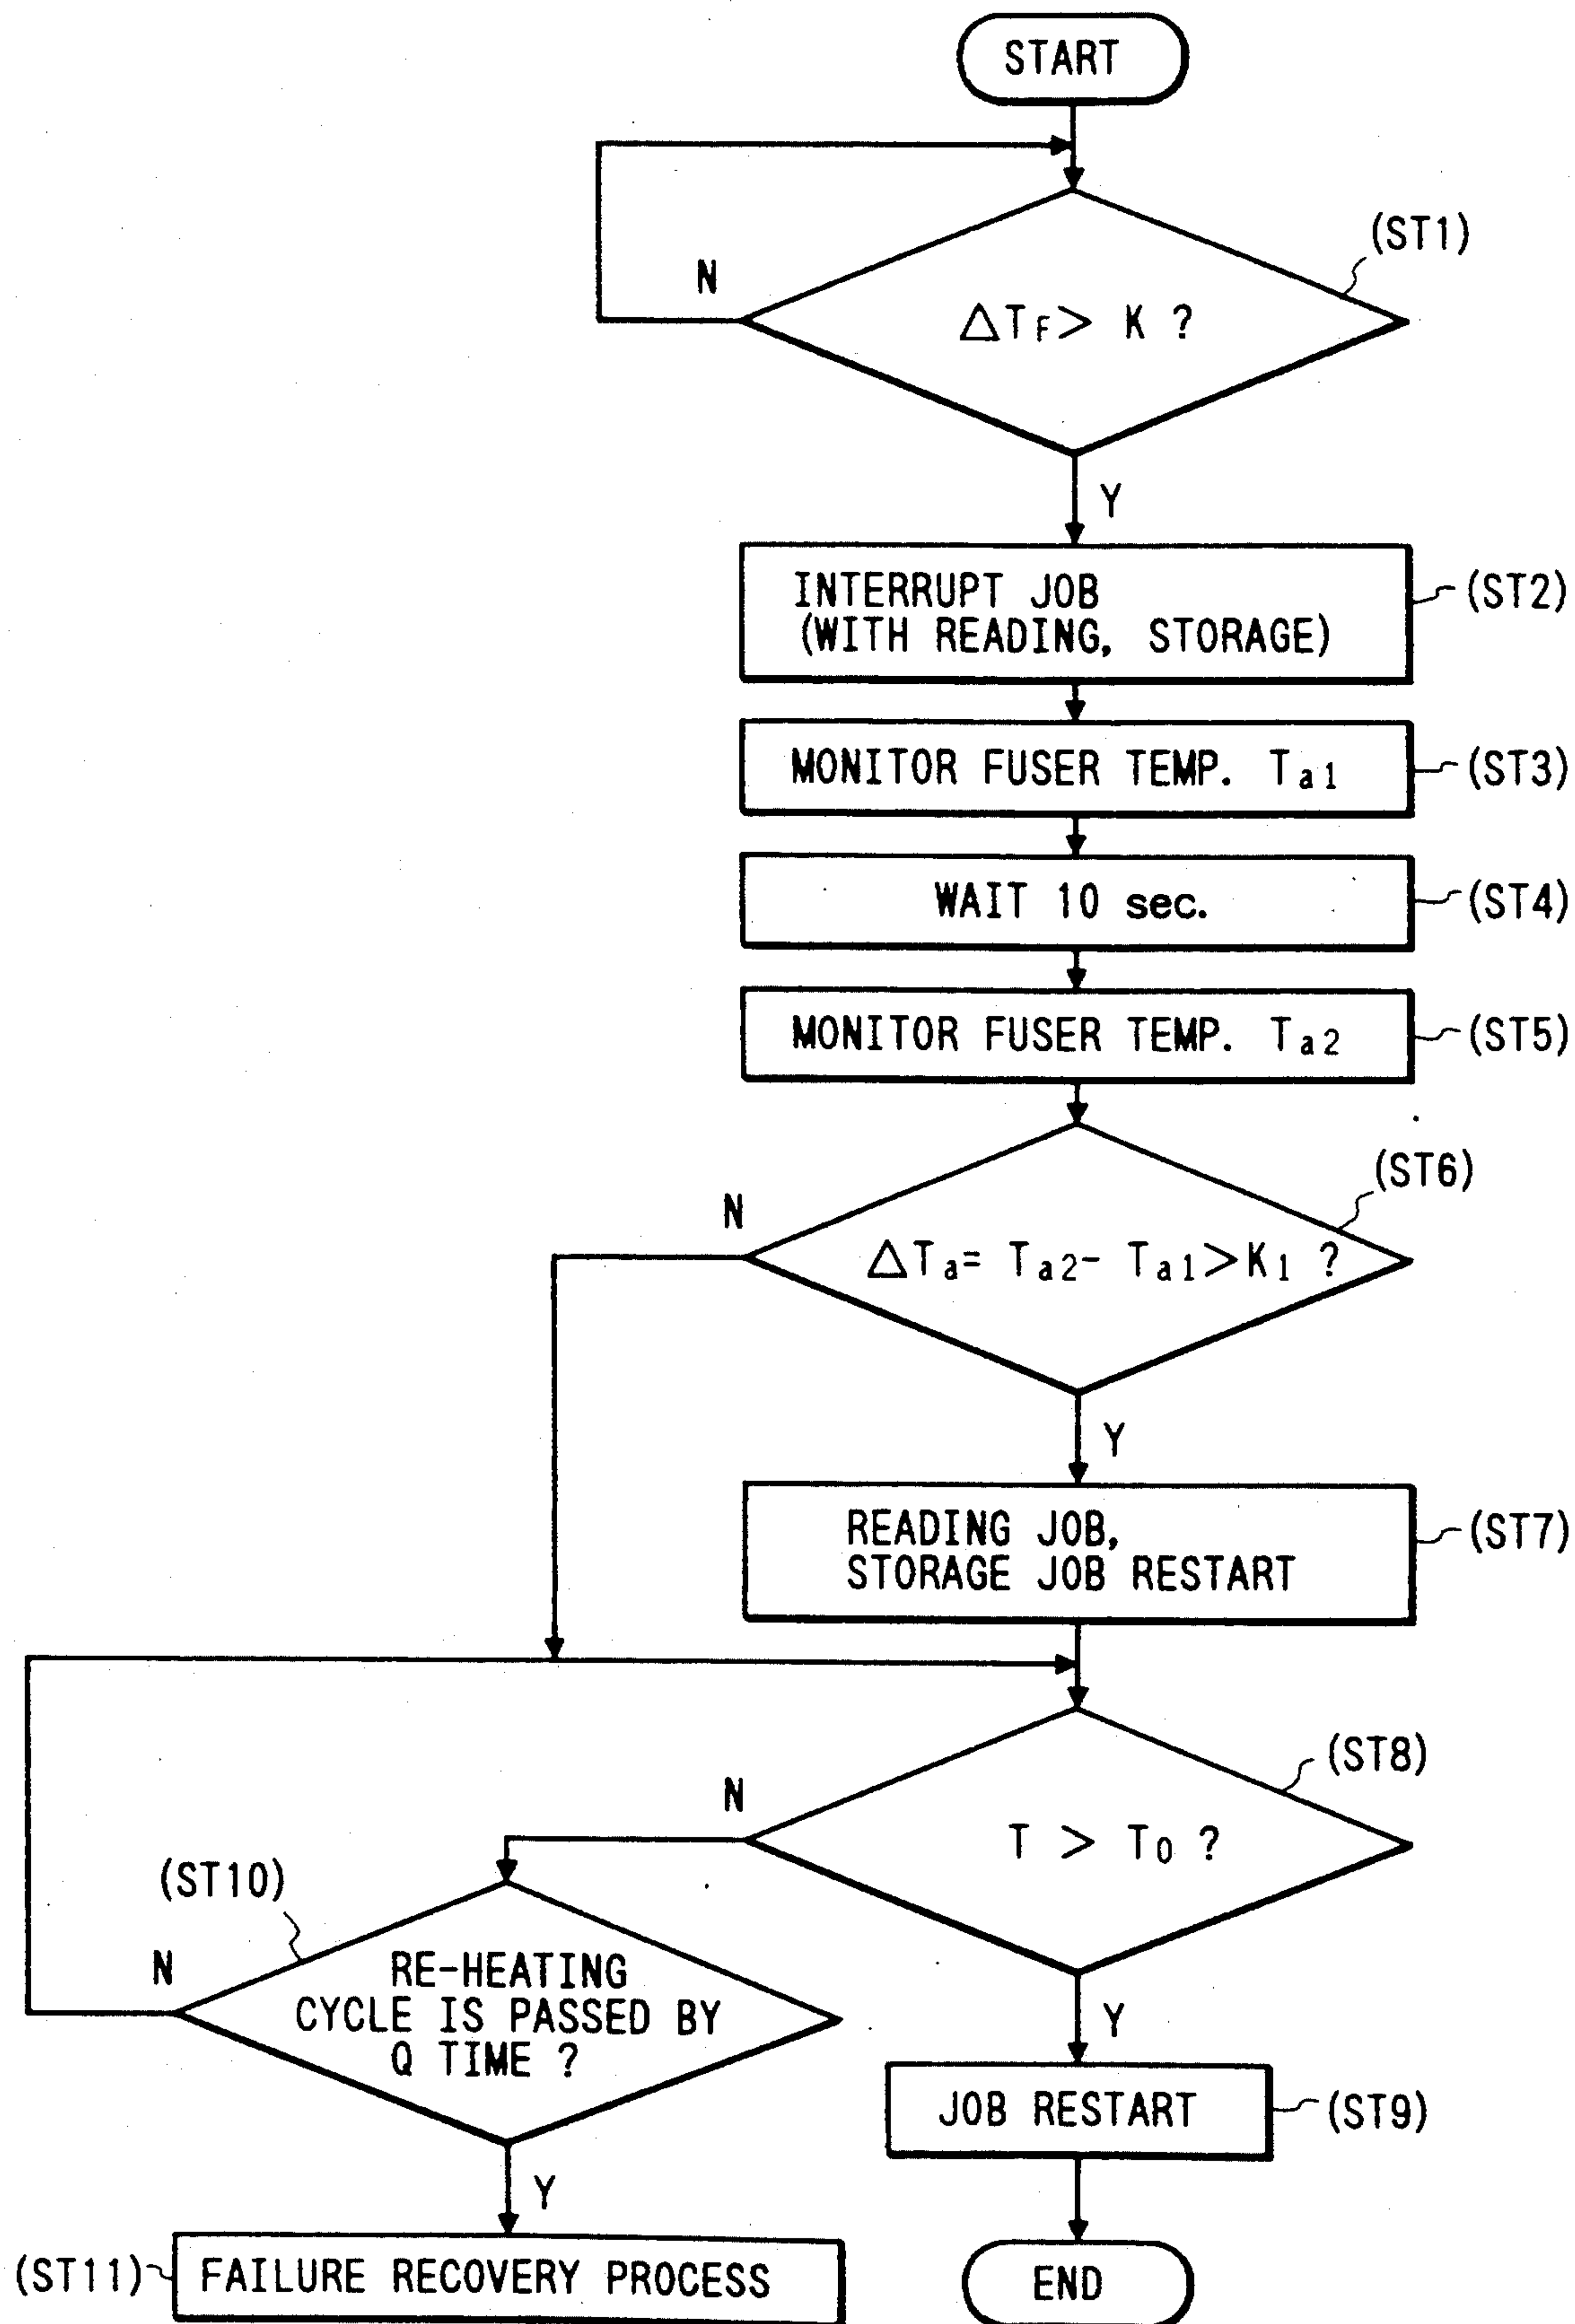 START
(ST1)
N
△TF> K ?
Y
INTERRUPT JOB
(WITH READING, STORAGE)
(ST2)
MONITOR FUSER TEMP. Ta1
(ST3)
WAIT 10 sec.
(ST4)
MONITOR FUSER TEMP. Ta2
(ST5)
(ST6)
N
△Ta= Ta2- Ta1>K1 ?
Y
READING JOB,
STORAGE JOB RESTART
(ST7)
(ST8)
N
T > T0 ?
(ST10)
N
RE-HEATING
CYCLE IS PASSED BY
Q TIME ?
Y
JOB RESTART
(ST9)
Y
(ST11)
FAILURE RECOVERY PROCESS
END